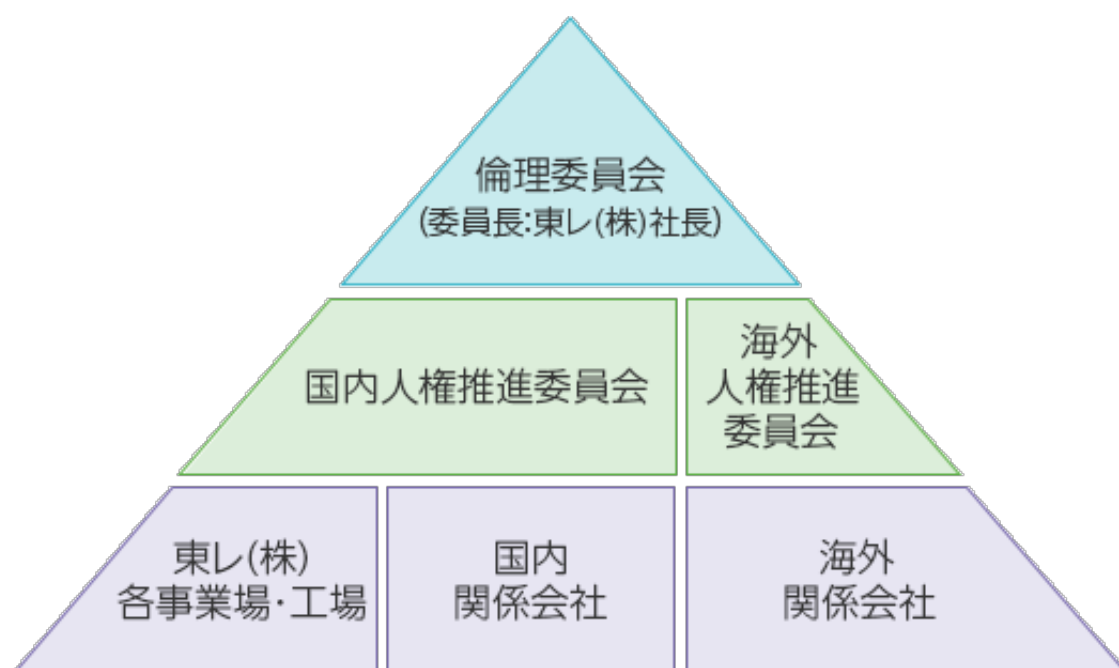 倫理委員会
(委員長:東レ(株)社長)
国内人権推進委員会
海外
人権推進
委員会
東レ(株)
各事業場・工場
国内
関係会社
海外
関係会社